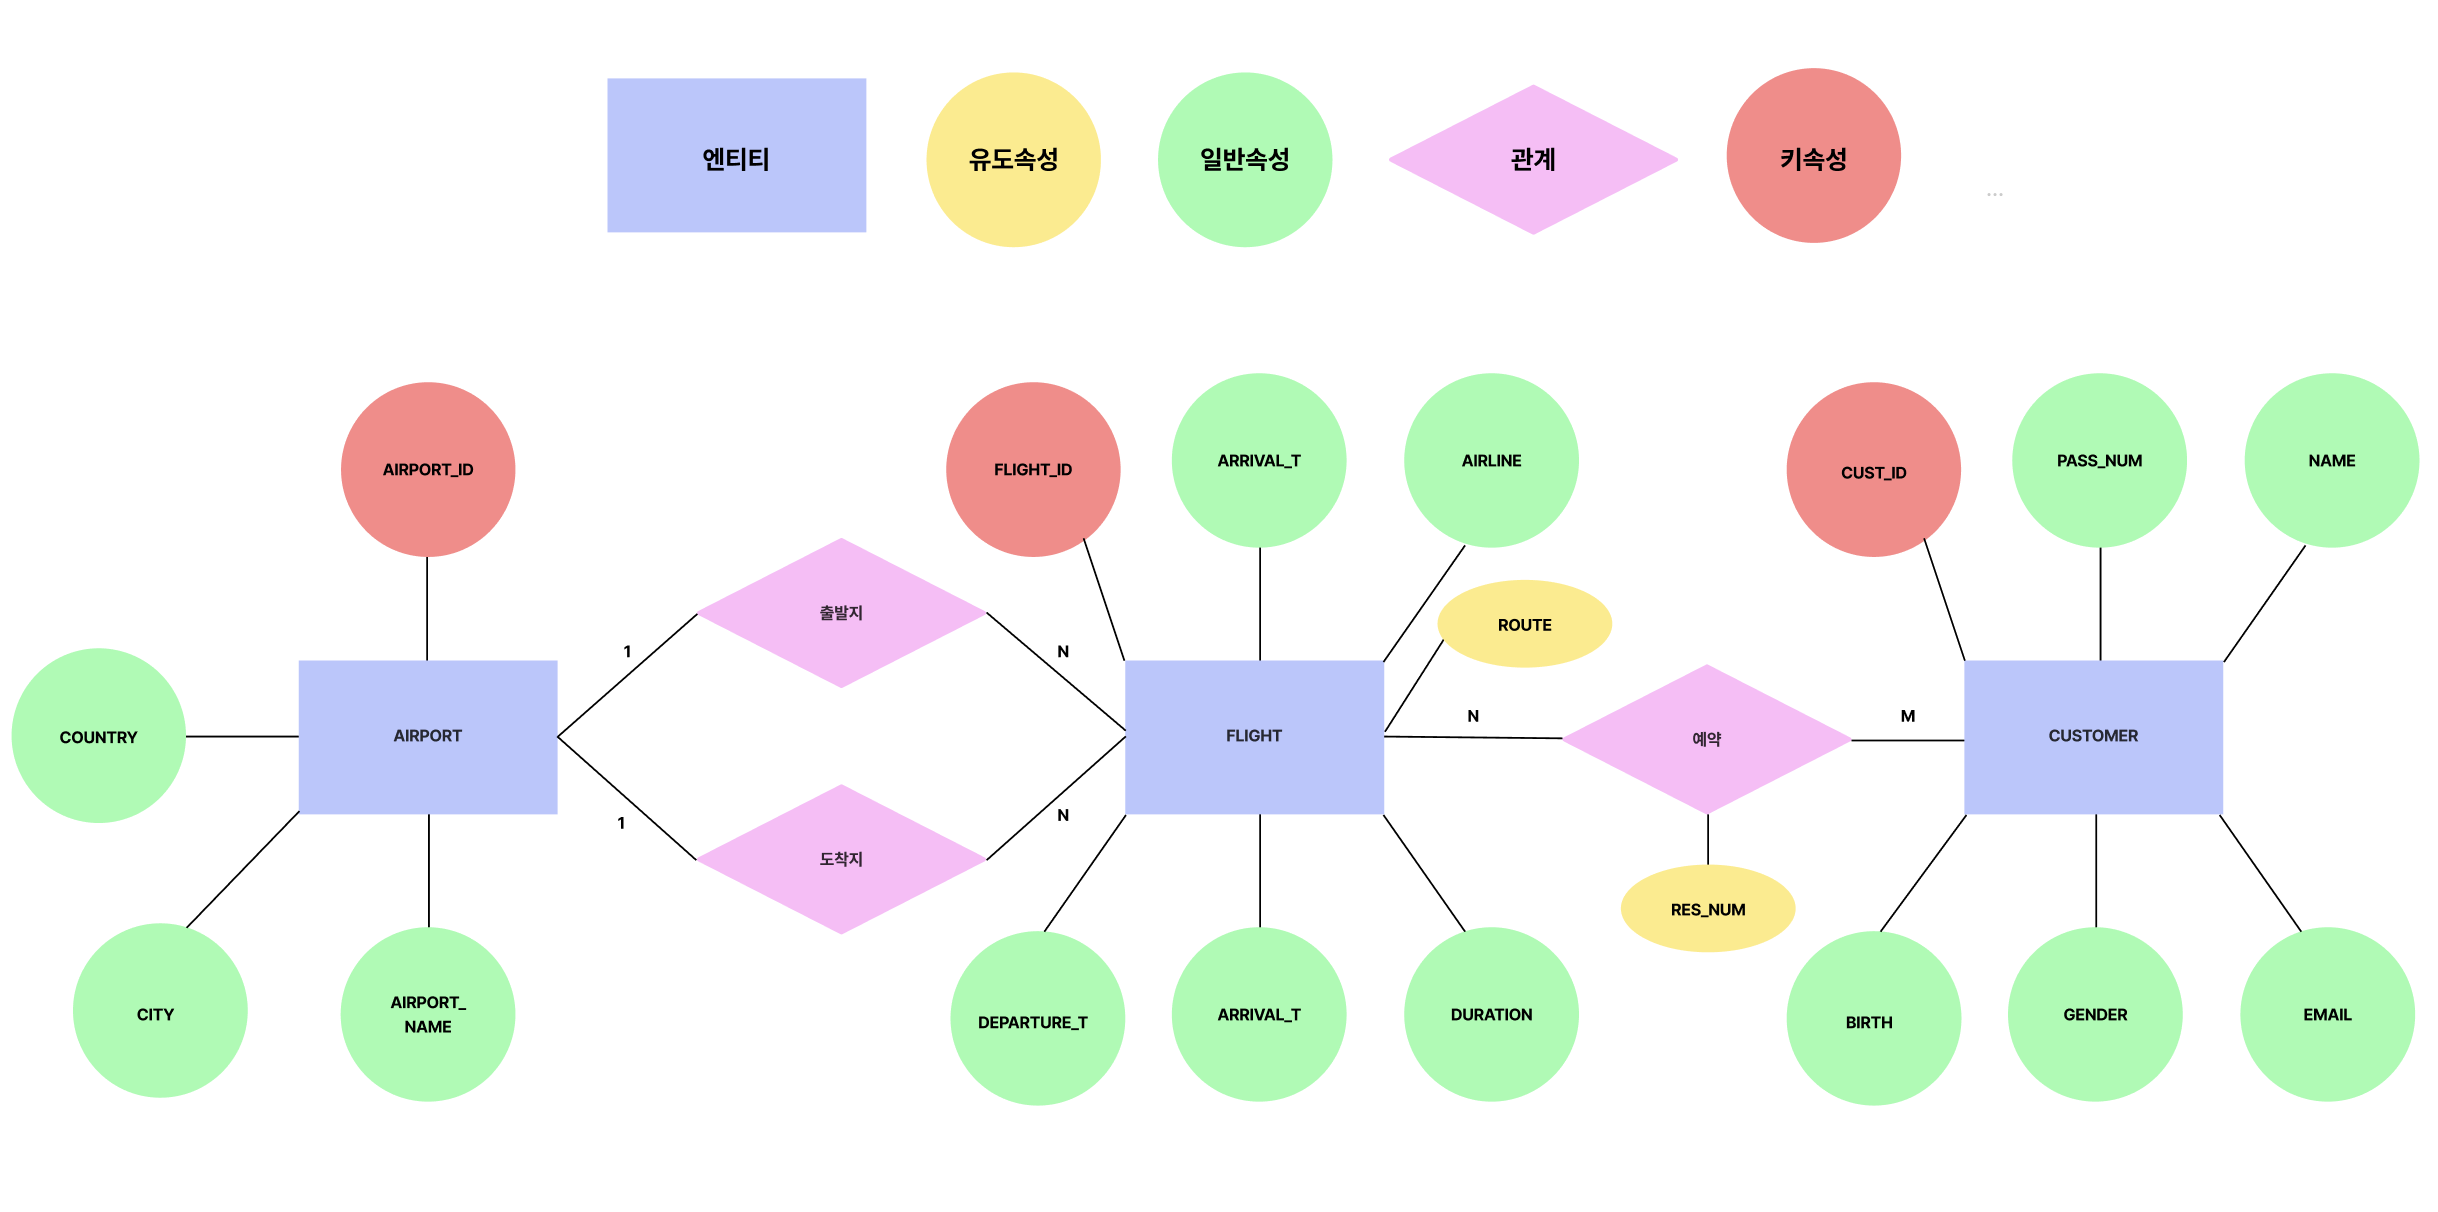 엔티티
유도속성
일반속성
관계
키속성
...
AIRPORT_ID
FLIGHT_ID
ARRIVAL_T
AIRLINE
CUST_ID
PASS_NUM
NAME
출발지
ROUTE
1
N
COUNTRY
AIRPORT
FLIGHT
N
예약
M
CUSTOMER
1
N
도착지
RES_NUM
CITY
AIRPORT_
NAME
DEPARTURE_T
ARRIVAL_T
DURATION
BIRTH
GENDER
EMAIL